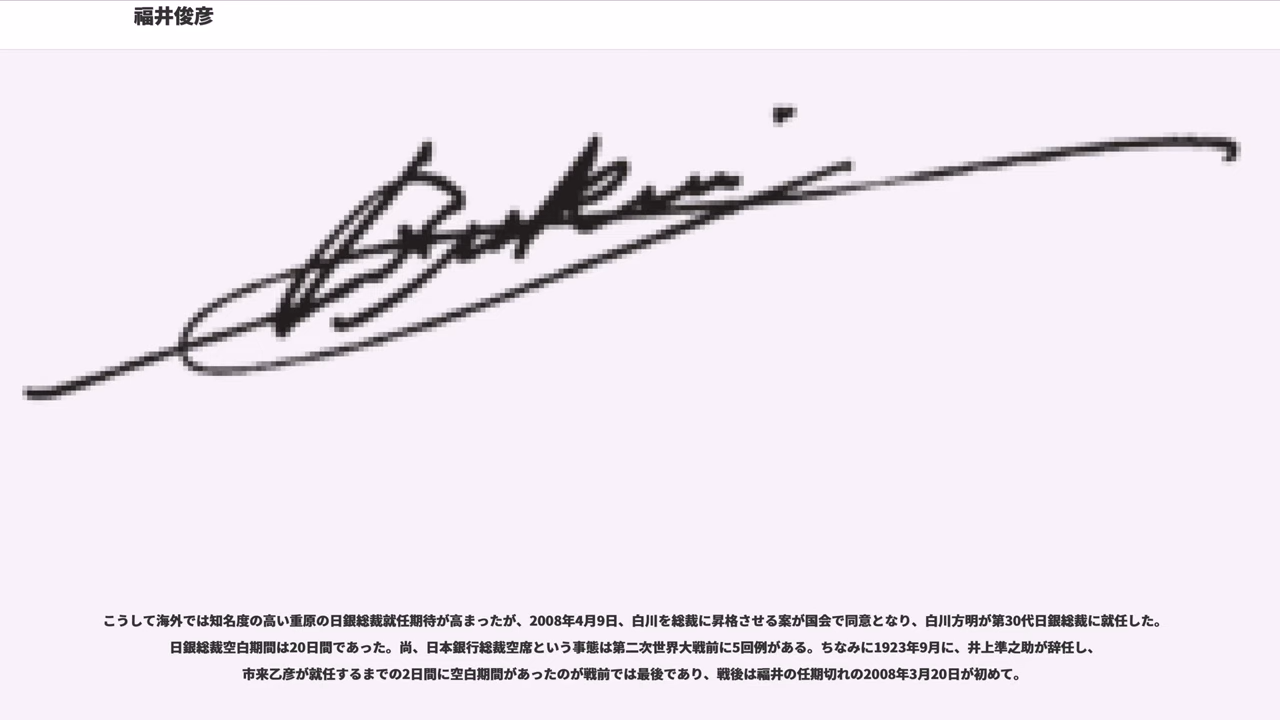 福井俊彦
こうして海外では知名度の高い重原の日銀総裁就任期待が高まったが、2008年4月9日、白川を総裁に昇格させる案が国会で同意となり、白川方明が第30代日銀総裁に就任した。
日銀総裁空白期間は20日間であった。尚、日本銀行総裁空席という事態は第二次世界大戦前に5回例がある。ちなみに1923年9月に、井上準之助が辞任し、
市来乙彦が就任するまでの2日間に空白期間があったのが戦前では最後であり、戦後は福井の任期切れの2008年3月20日が初めて。